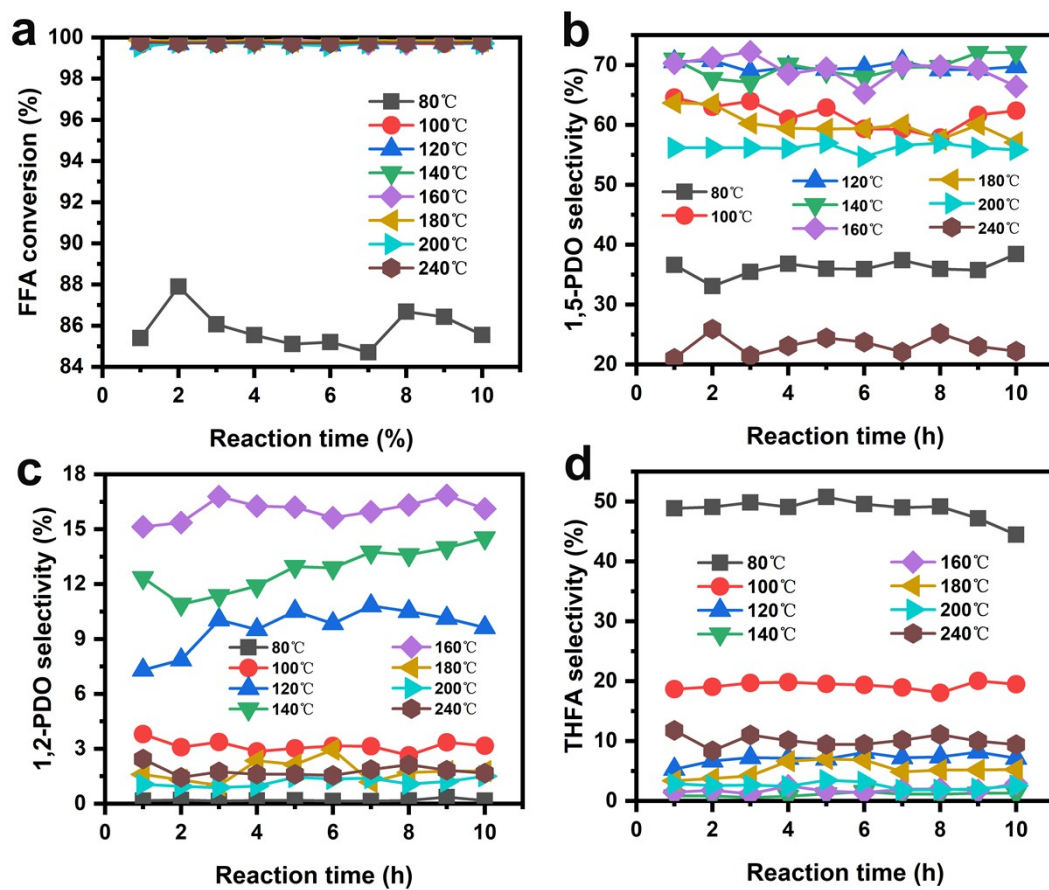 a
FFA conversion (%)
100
98
96
94
92
90
88
86
84
80℃
100℃
120℃
140℃
160℃
180℃
200℃
240℃
0 2 4 6 8 10
Reaction time (%)
b
1,5-PDO selectivity (%)
70
60
50
40
30
20
80℃ 120℃ 180℃
100℃ 140℃ 200℃
160℃ 240℃
0 2 4 6 8 10
Reaction time (h)
c
1,2-PDO selectivity (%)
18
15
12
9
6
3
0
80℃ 160℃
100℃ 180℃
120℃ 200℃
140℃ 240℃
0 2 4 6 8 10
Reaction time (h)
d
THFA selectivity (%)
50
40
30
20
10
0
80℃ 160℃
100℃ 180℃
120℃ 200℃
140℃ 240℃
0 2 4 6 8 10
Reaction time (h)